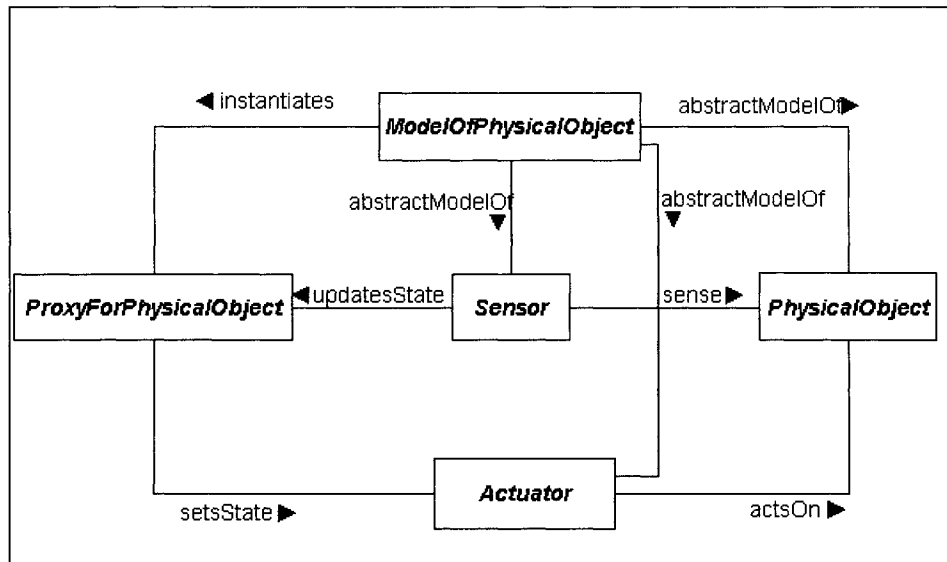 instantiates
ModelOfPhysicalObject
abstractModelOf
abstractModelOf
abstractModelOf
ProxyForPhysicalObject
updatesState
Sensor
sense
PhysicalObject
Actuator
setsState
actsOn